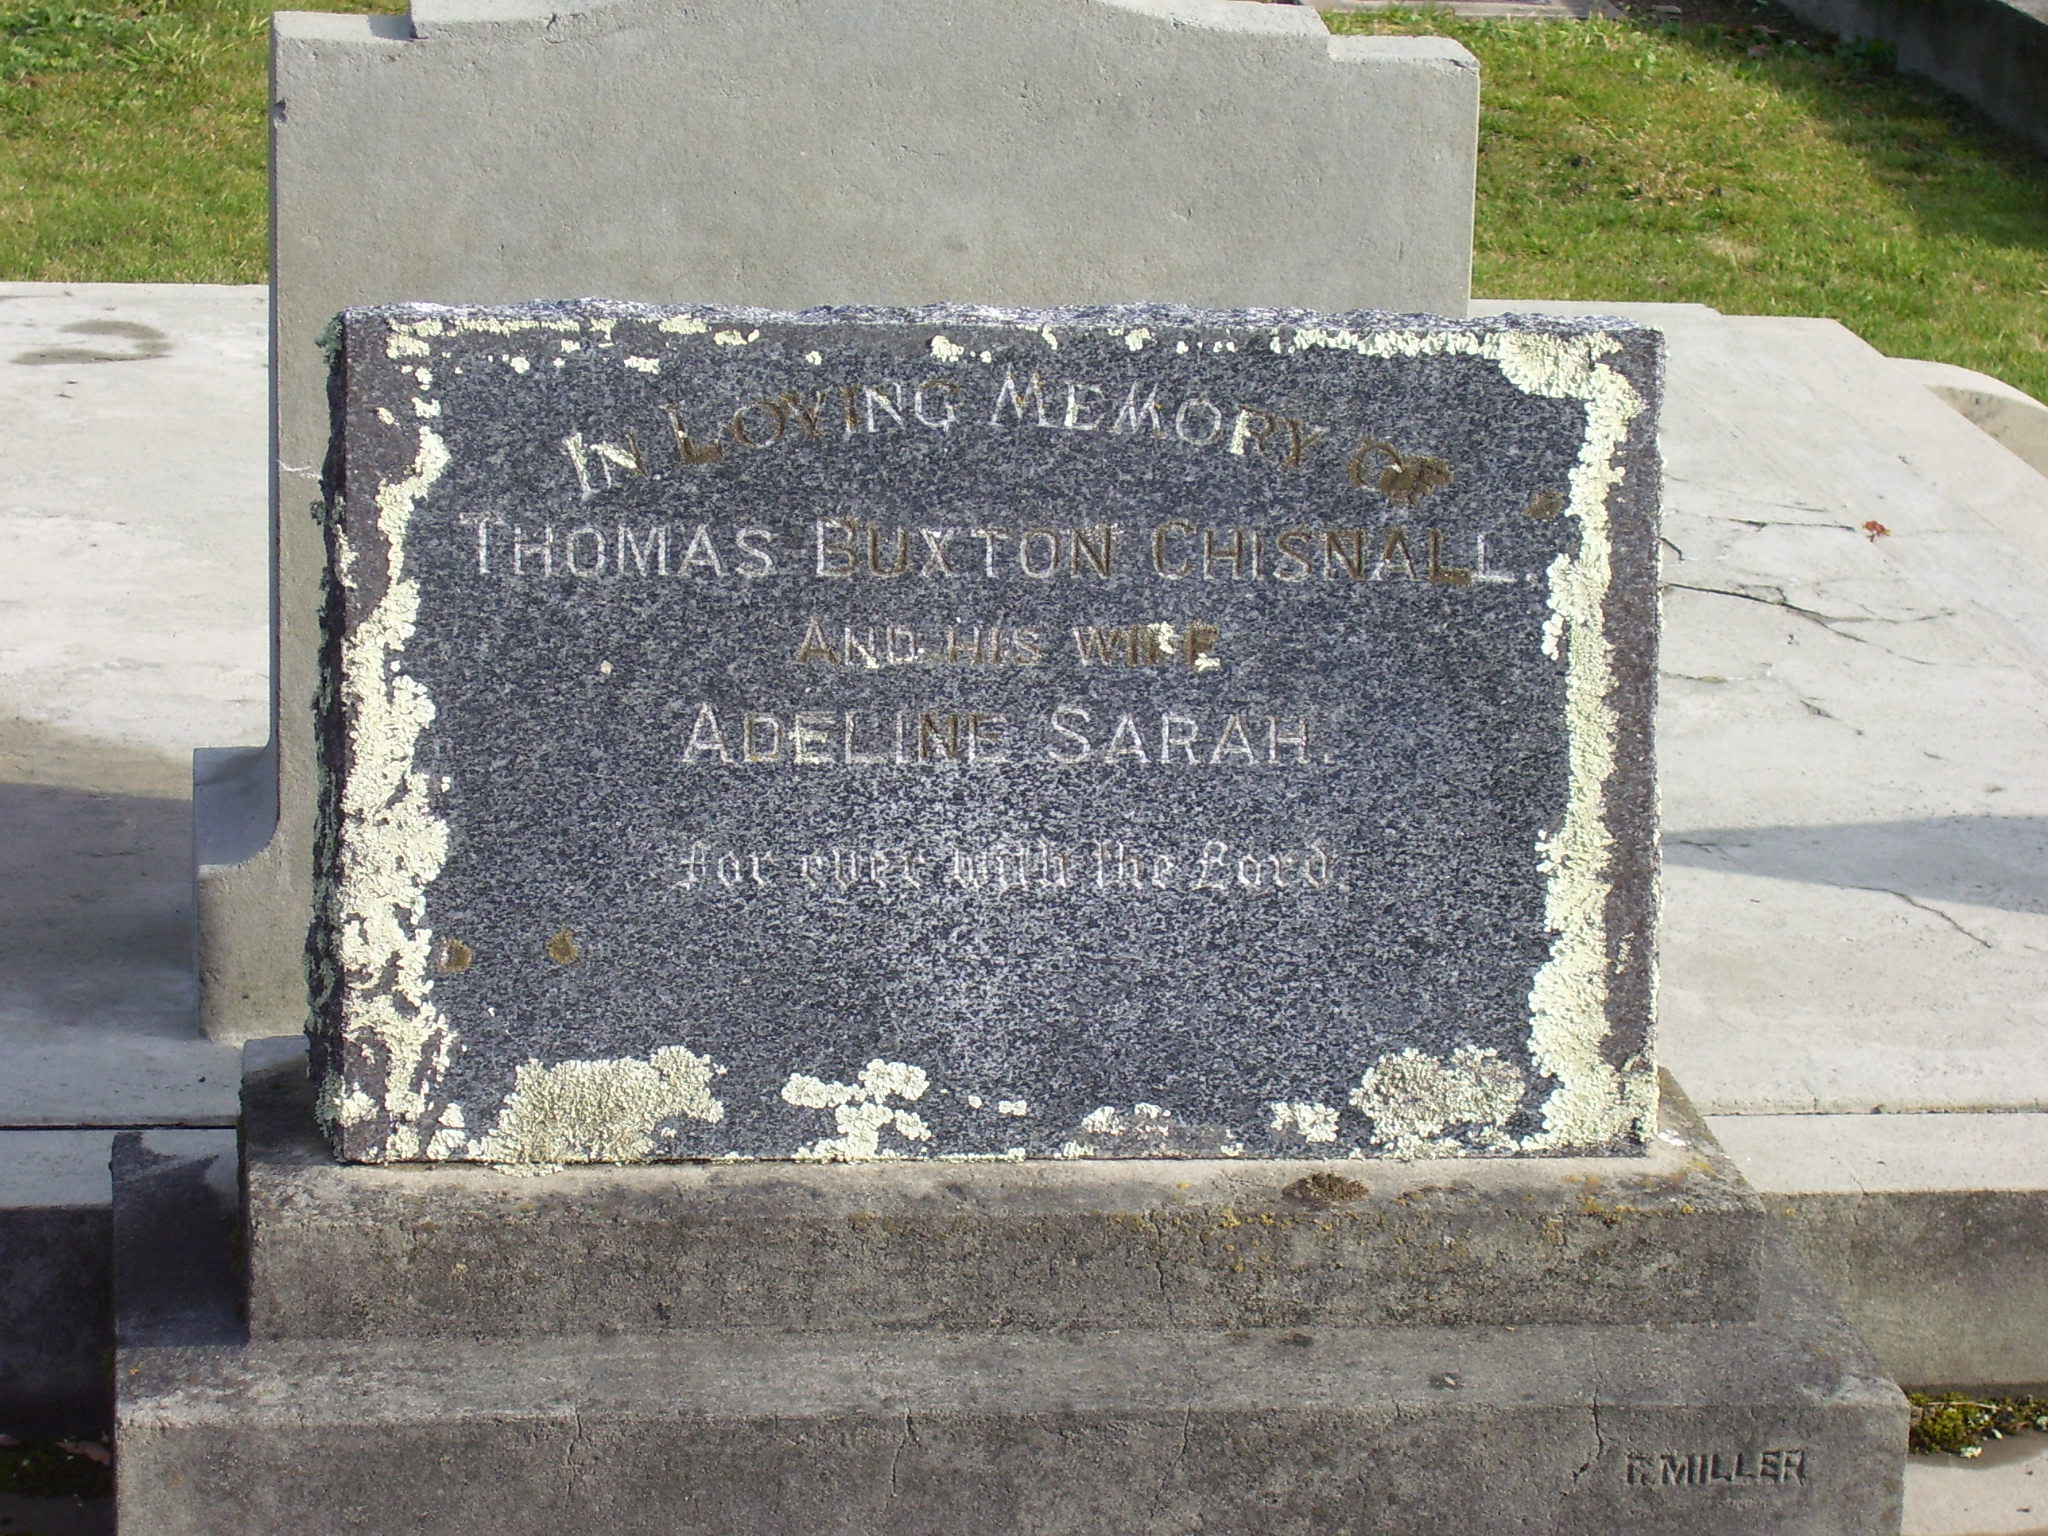 IN LOVING MEMORY OF
THOMAS BUXTON CHISNALL.
AND HIS WIFE
ADELINE SARAH.
For ever with the Lord.
F. MILLER